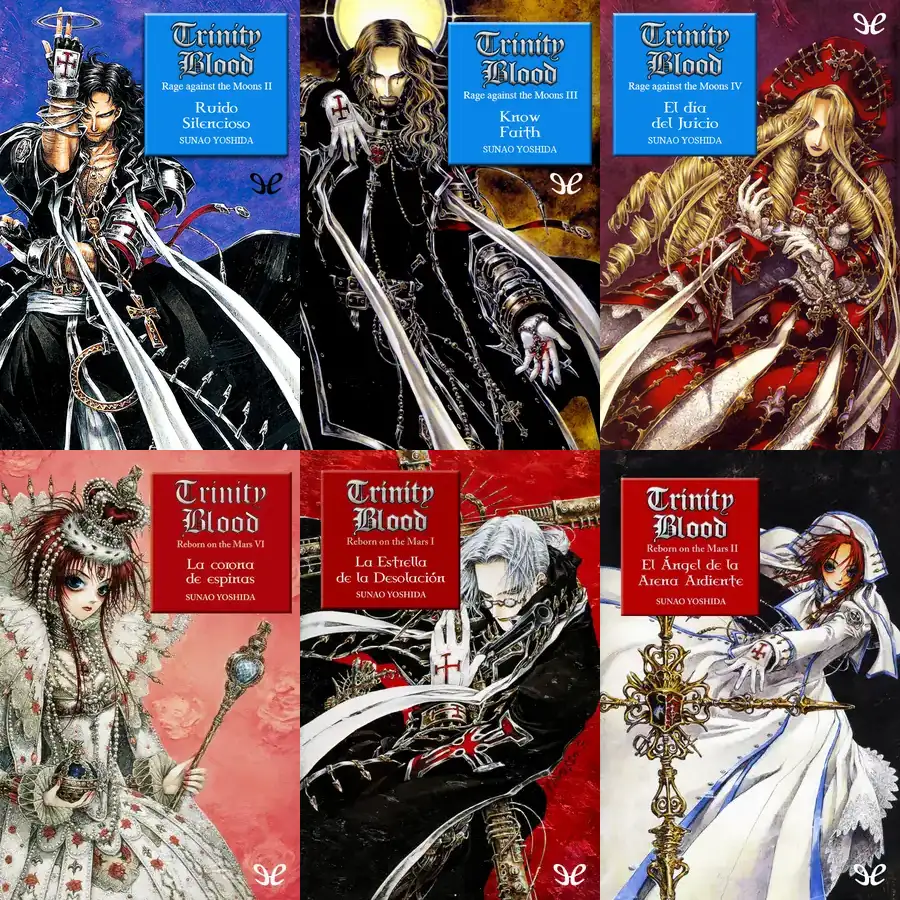 Trinity
Blood
Rage against the Moons II
Ruido
Silencioso
SUNAO YOSHIDA
Trinity
Blood
Rage against the Moons III
Know
Faith
SUNAO YOSHIDA
Trinity
Blood
Rage against the Moons IV
El día
del Juicio
SUNAO YOSHIDA
Trinity
Blood
Reborn on the Mars VI
La corona
de espinas
SUNAO YOSHIDA
Trinity
Blood
Reborn on the Mars I
La Estrella
de la Desolación
SUNAO YOSHIDA
Trinity
Blood
Reborn on the Mars II
El Ángel de la
Arena Ardiente
SUNAO YOSHIDA